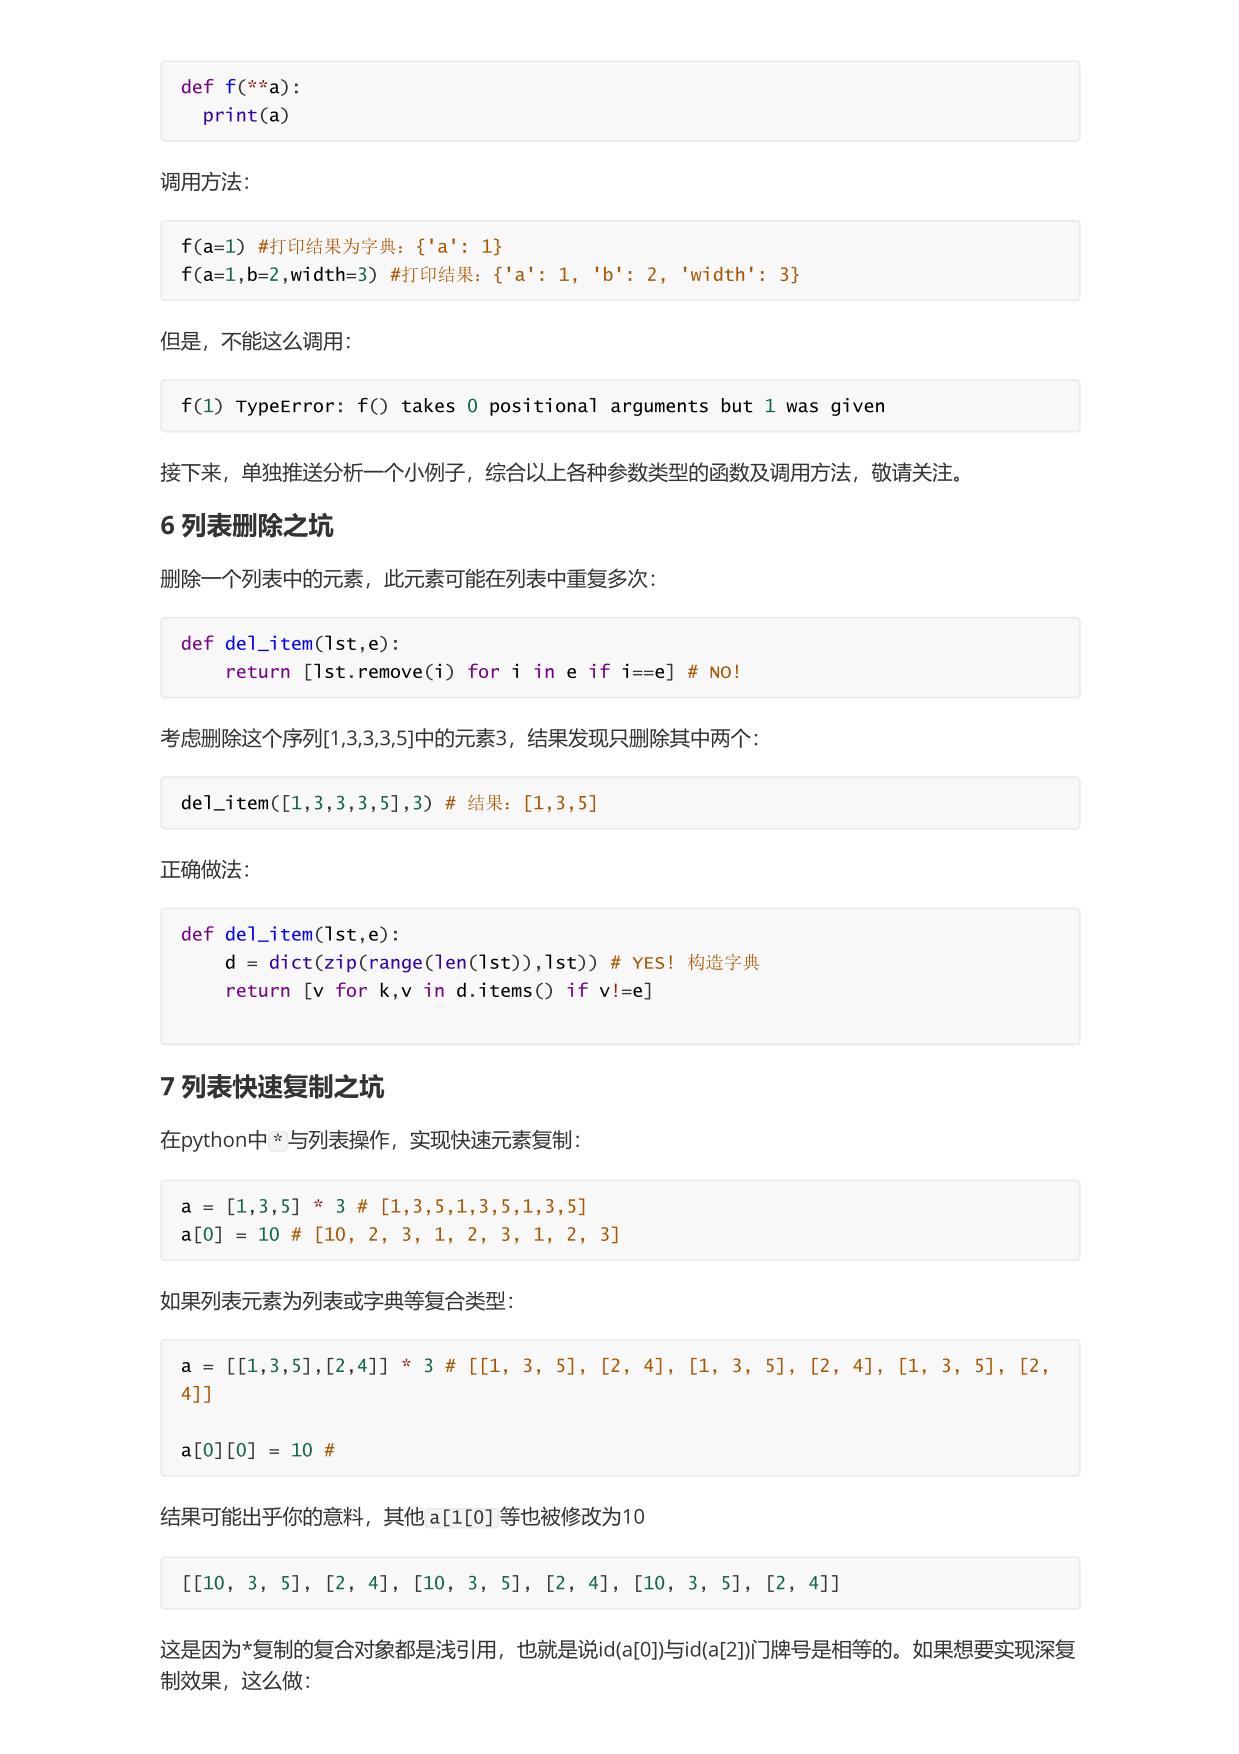 def f(**a):
  print(a)
调用方法：
f(a=1) #打印结果为字典：{'a': 1}
f(a=1,b=2,width=3) #打印结果：{'a': 1, 'b': 2, 'width': 3}
但是，不能这么调用：
f(1) TypeError: f() takes 0 positional arguments but 1 was given
接下来，单独推送分析一个小例子，综合以上各种参数类型的函数及调用方法，敬请关注。
6 列表删除之坑
删除一个列表中的元素，此元素可能在列表中重复多次：
def del_item(lst,e):
    return [lst.remove(i) for i in e if i==e] # NO!
考虑删除这个序列[1,3,3,3,5]中的元素3，结果发现只删除其中两个：
del_item([1,3,3,3,5],3) # 结果：[1,3,5]
正确做法：
def del_item(lst,e):
    d = dict(zip(range(len(lst)),lst)) # YES! 构造字典
    return [v for k,v in d.items() if v!=e]
7 列表快速复制之坑
在python中*与列表操作，实现快速元素复制：
a = [1,3,5] * 3 # [1,3,5,1,3,5,1,3,5]
a[0] = 10 # [10, 2, 3, 1, 2, 3, 1, 2, 3]
如果列表元素为列表或字典等复合类型：
a = [[1,3,5],[2,4]] * 3 # [[1, 3, 5], [2, 4], [1, 3, 5], [2, 4], [1, 3, 5], [2,
4]]
a[0][0] = 10 #
结果可能出乎你的意料，其他a[1[0]等也被修改为10
[[10, 3, 5], [2, 4], [10, 3, 5], [2, 4], [10, 3, 5], [2, 4]]
这是因为*复制的复合对象都是浅引用，也就是说id(a[0])与id(a[2])门牌号是相等的。如果想要实现深复
制效果，这么做：